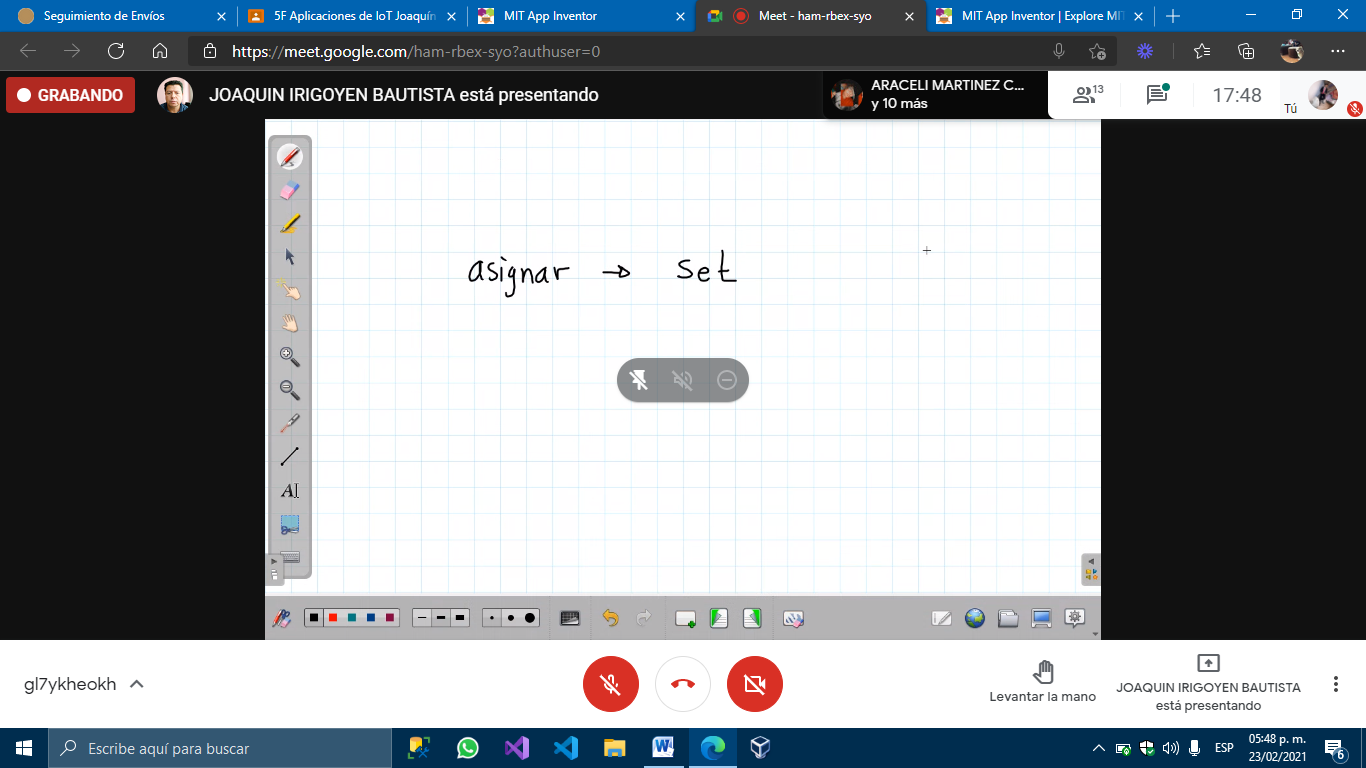 Seguimiento de Envíos
5F Aplicaciones de IoT Joaquín
MIT App Inventor
Meet - ham-rbex-syo
MIT App Inventor | Explore MIT
https://meet.google.com/ham-rbex-syo?authuser=0
GRABANDO
JOAQUIN IRIGOYEN BAUTISTA está presentando
ARACELI MARTINEZ C...
y 10 más
13
17:48
Tú
asignar → set
gl7ykheokh
Levantar la mano
JOAQUIN IRIGOYEN BAUTISTA
está presentando
Escribe aquí para buscar
ESP
05:48 p. m.
23/02/2021
6